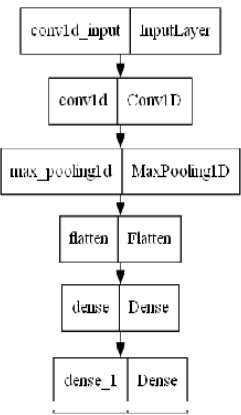 conv1d_input InputLayer
conv1d Conv1D
max_pooling1d MaxPooling1D
flatten Flatten
dense Dense
dense_1 Dense